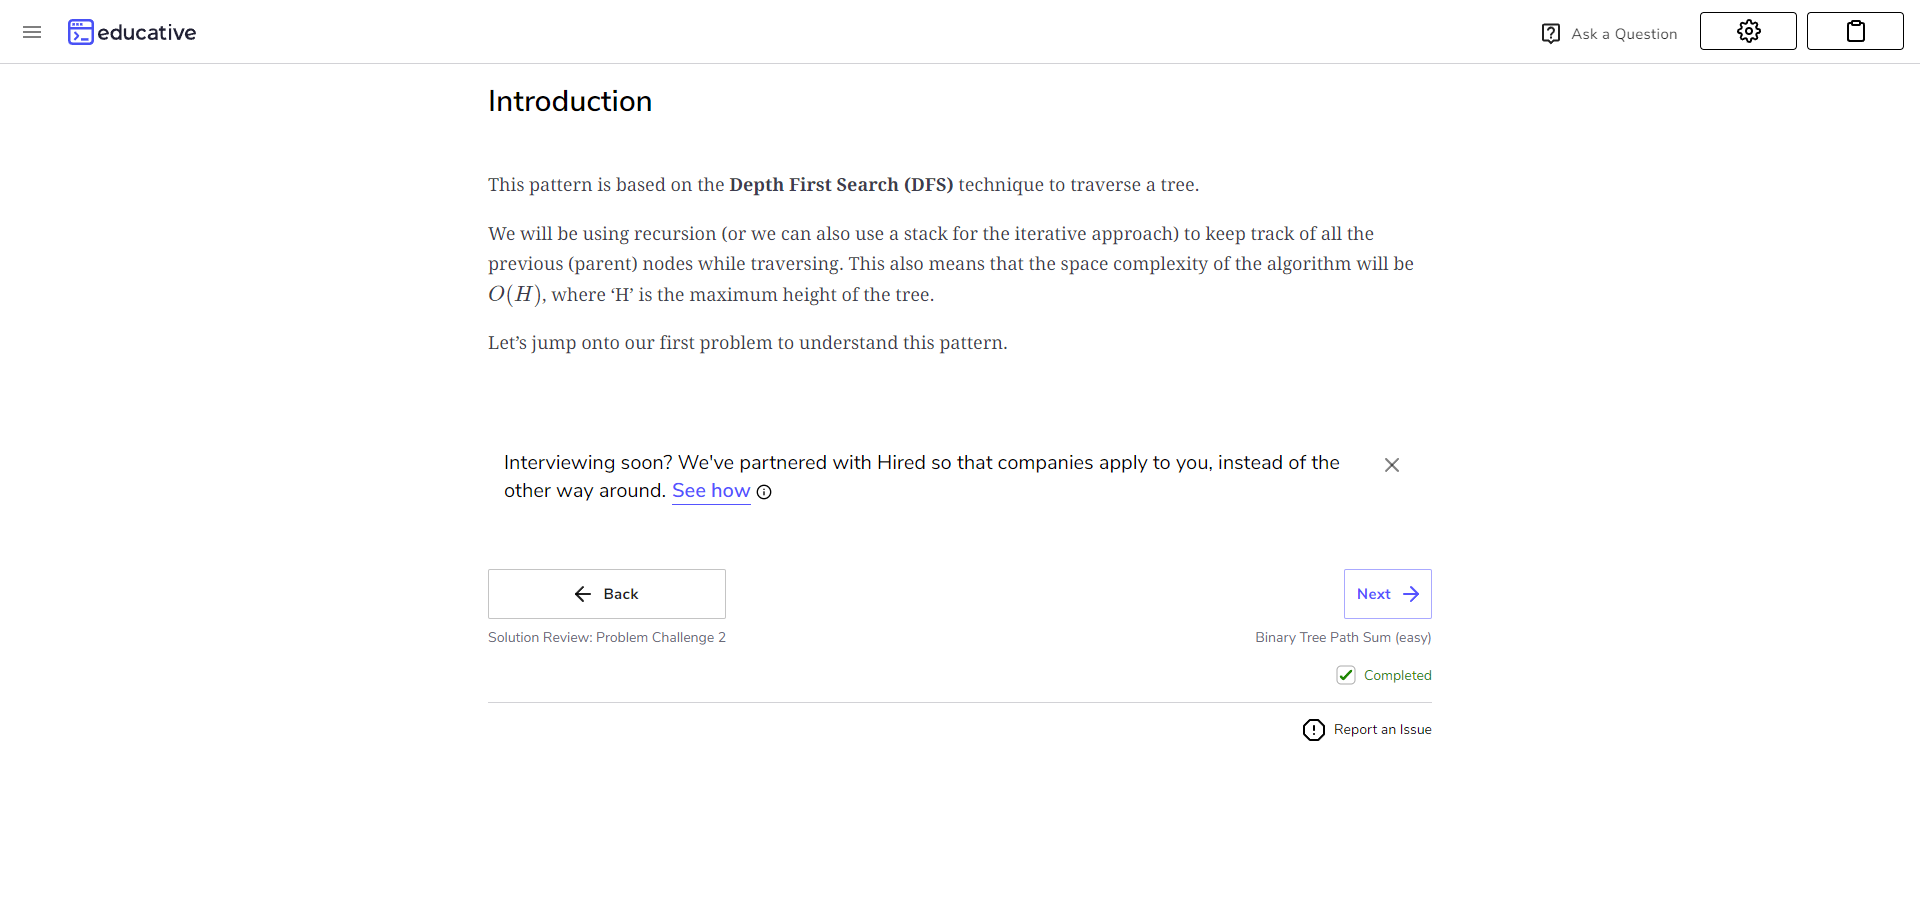 educative
Ask a Question
Introduction
This pattern is based on the Depth First Search (DFS) technique to traverse a tree.
We will be using recursion (or we can also use a stack for the iterative approach) to keep track of all the
previous (parent) nodes while traversing. This also means that the space complexity of the algorithm will be
O(H), where ‘H’ is the maximum height of the tree.
Let’s jump onto our first problem to understand this pattern.
Interviewing soon? We've partnered with Hired so that companies apply to you, instead of the
other way around. See how
Back
Next
Solution Review: Problem Challenge 2
Binary Tree Path Sum (easy)
Completed
Report an Issue